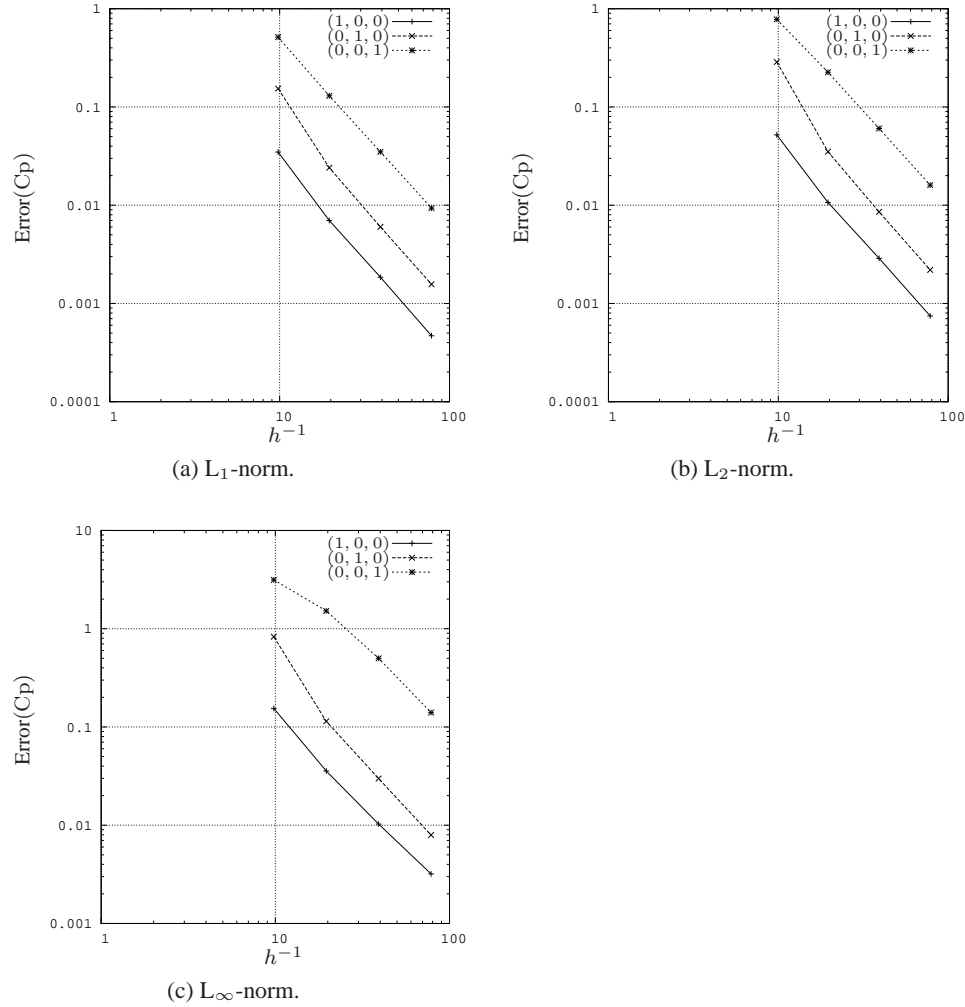 1
0.1
0.01
0.001
0.0001
1
10
100
Error(Cp)
h⁻¹
(1, 0, 0)
(0, 1, 0)
(0, 0, 1)
(a) L₁-norm.
1
0.1
0.01
0.001
0.0001
1
10
100
Error(Cp)
h⁻¹
(1, 0, 0)
(0, 1, 0)
(0, 0, 1)
(b) L₂-norm.
10
1
0.1
0.01
0.001
1
10
100
Error(Cp)
h⁻¹
(1, 0, 0)
(0, 1, 0)
(0, 0, 1)
(c) L∞-norm.